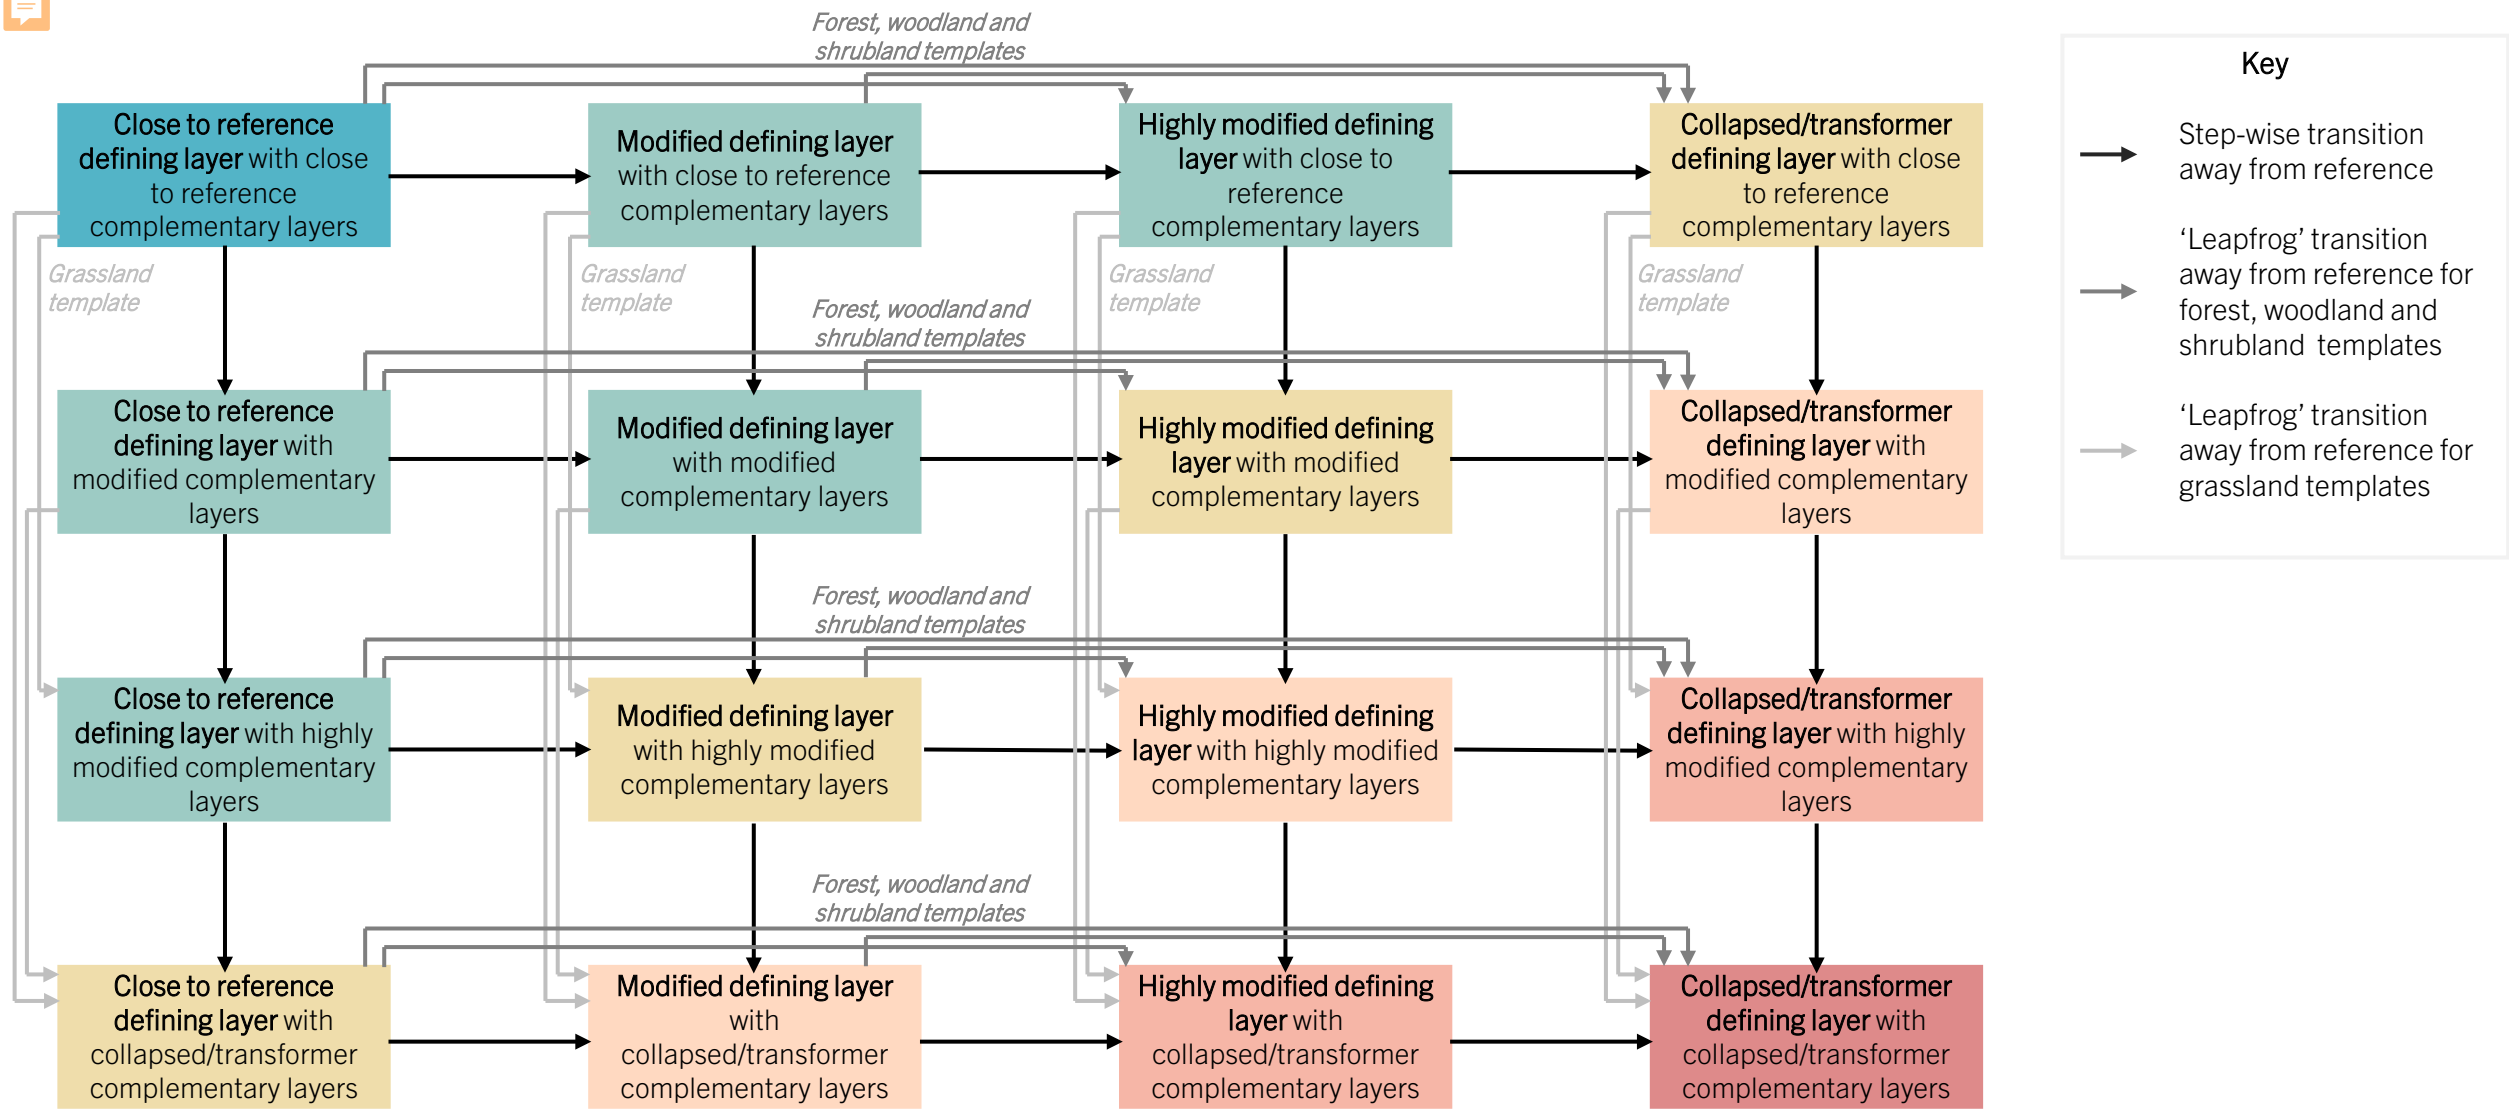 Forest, woodland and
shrubland templates
Close to reference
defining layer with close
to reference
complementary layers
Modified defining layer
with close to reference
complementary layers
Highly modified defining
layer with close to
reference
complementary layers
Collapsed/transformer
defining layer with close
to reference
complementary layers
Grassland
template
Grassland
template
Grassland
template
Grassland
template
Forest, woodland and
shrubland templates
Close to reference
defining layer with
modified complementary
layers
Modified defining layer
with modified
complementary layers
Highly modified defining
layer with modified
complementary layers
Collapsed/transformer
defining layer with
modified complementary
layers
Forest, woodland and
shrubland templates
Close to reference
defining layer with highly
modified complementary
layers
Modified defining layer
with highly modified
complementary layers
Highly modified defining
layer with highly modified
complementary layers
Collapsed/transformer
defining layer with highly
modified complementary
layers
Forest, woodland and
shrubland templates
Close to reference
defining layer with
collapsed/transformer
complementary layers
Modified defining layer
with
collapsed/transformer
complementary layers
Highly modified defining
layer with
collapsed/transformer
complementary layers
Collapsed/transformer
defining layer with
collapsed/transformer
complementary layers
Key
Step-wise transition
away from reference
‘Leapfrog’ transition
away from reference for
forest, woodland and
shrubland templates
‘Leapfrog’ transition
away from reference for
grassland templates